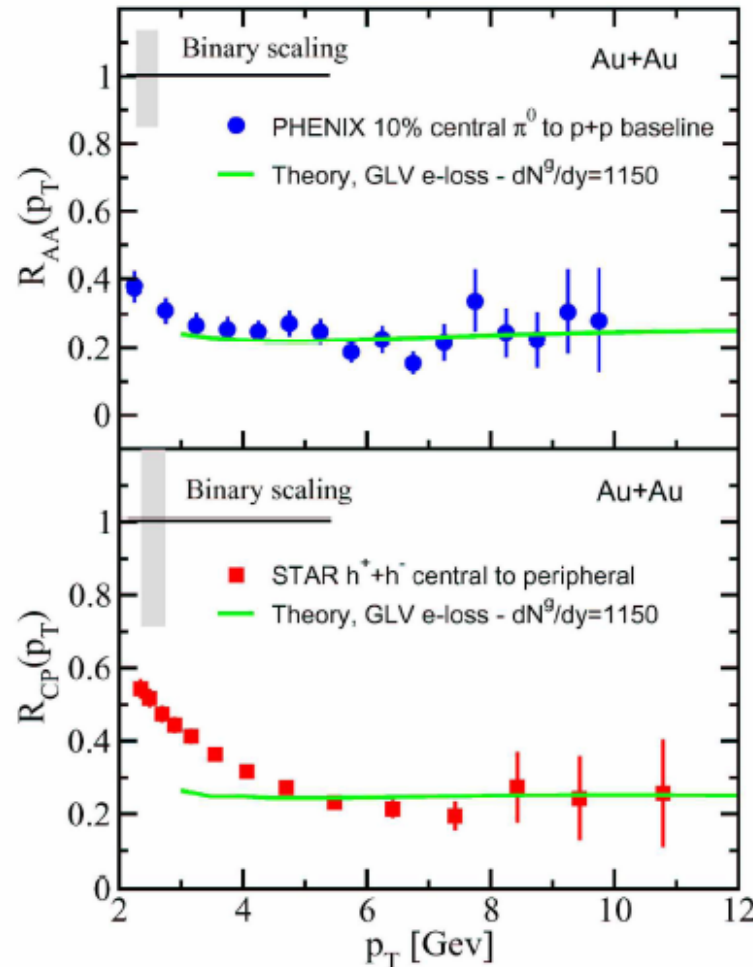 Binary scaling
Au+Au
PHENIX 10% central π⁰ to p+p baseline
Theory, GLV e-loss - dNᵍ/dy=1150
R_AA(p_T)
1
0.8
0.6
0.4
0.2
0
Binary scaling
Au+Au
STAR h⁺+h⁻ central to peripheral
Theory, GLV e-loss - dNᵍ/dy=1150
R_CP(p_T)
1
0.8
0.6
0.4
0.2
0
2 4 6 8 10 12
p_T [Gev]